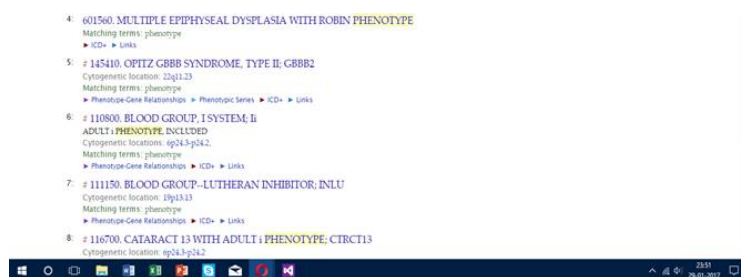 4: 601560. MULTIPLE EPIPHYSEAL DYSPLASIA WITH ROBIN PHENOTYPE
Matching terms: phenotype
► ICD+ ► Links
5: # 145410. OPITZ GBBB SYNDROME, TYPE II; GBBB2
Cytogenetic location: 22q11.23
Matching terms: phenotype
► Phenotype-Gene Relationships ► Phenotypic Series ► ICD+ ► Links
6: # 110800. BLOOD GROUP, I SYSTEM; Ii
ADULT i PHENOTYPE, INCLUDED
Cytogenetic locations: 6p24.3-p24.2,
Matching terms: phenotype
► Phenotype-Gene Relationships ► ICD+ ► Links
7: # 111150. BLOOD GROUP--LUTHERAN INHIBITOR; INLU
Cytogenetic location: 19p13.13
Matching terms: phenotype
► Phenotype-Gene Relationships ► ICD+ ► Links
8: # 116700. CATARACT 13 WITH ADULT i PHENOTYPE; CTRCT13
Cytogenetic location: 6p24.3-p24.2
23:51
29-01-2017